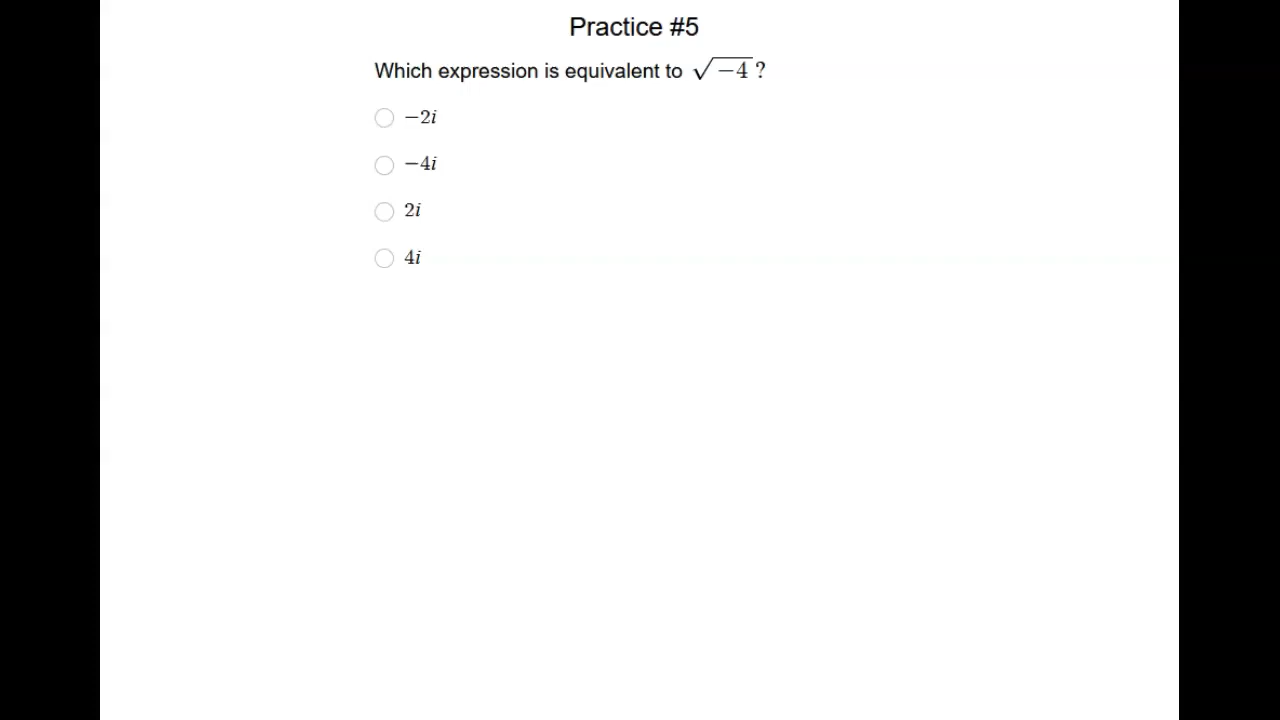 Practice #5
Which expression is equivalent to √−4 ?
−2i
−4i
2i
4i